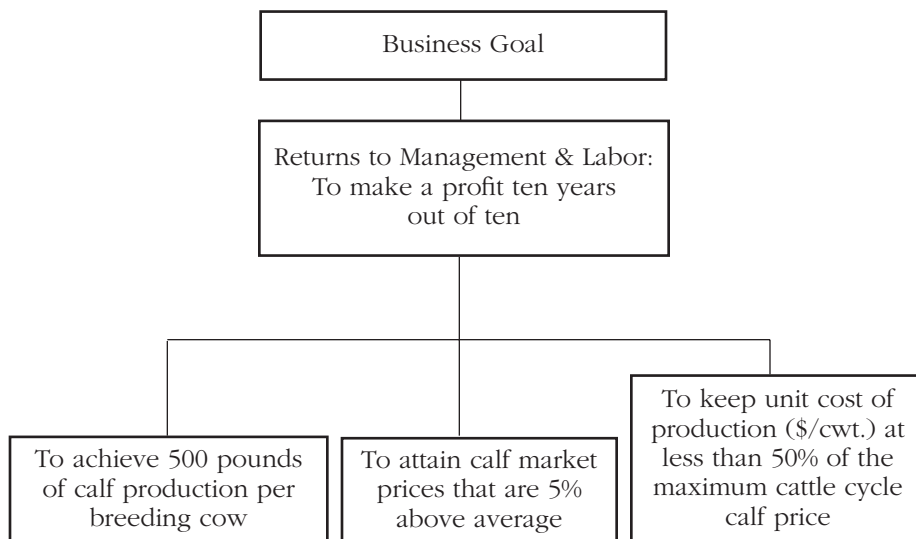 Business Goal
Returns to Management & Labor:
To make a profit ten years
out of ten
To achieve 500 pounds
of calf production per
breeding cow
To attain calf market
prices that are 5%
above average
To keep unit cost of
production ($/cwt.) at
less than 50% of the
maximum cattle cycle
calf price